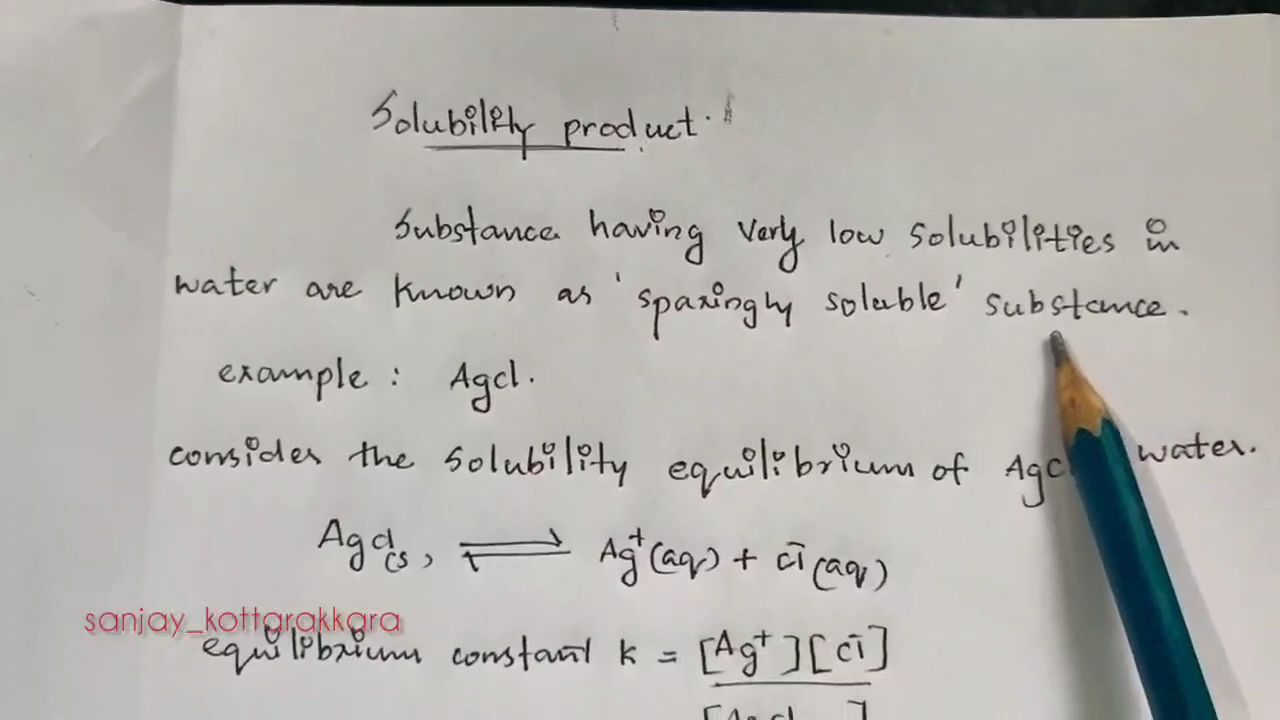 Solubility product.
Substance having very low solubilities in
water are known as 'sparingly soluble' substance.
example : Agcl.
consider the solubility equilibrium of Agc water.
Agcl(s) ⇌ Ag⁺(aq) + cl⁻(aq)
sanjay_kottarakkara
equilibrium constant k = [Ag⁺][cl⁻]